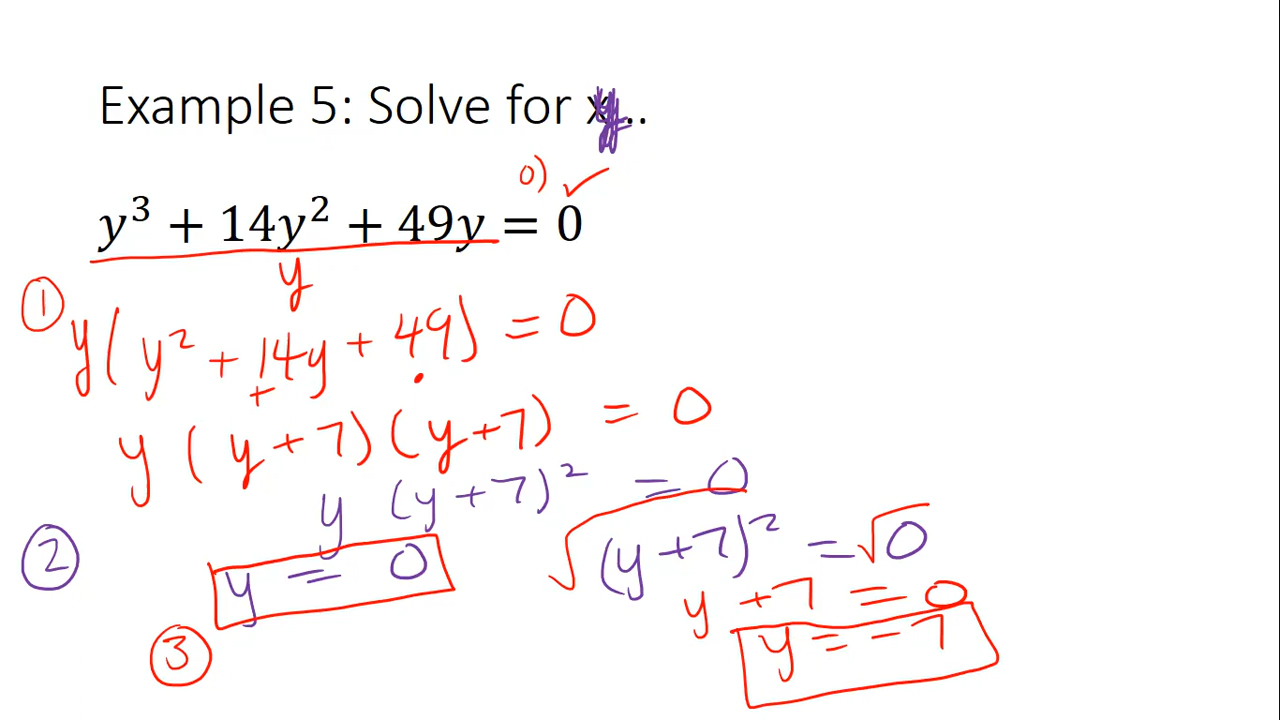 Example 5: Solve for y..
0) ✓
y³ + 14y² + 49y = 0
y
① y(y² + 14y + 49) = 0
+ •
y (y+7) (y+7) = 0
y (y+7)² = 0
② y = 0 √(y+7)² = √0
y + 7 = 0
③ y = -7